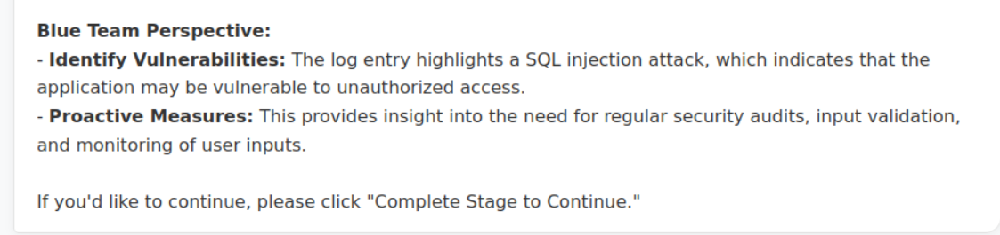 Blue Team Perspective:
- Identify Vulnerabilities: The log entry highlights a SQL injection attack, which indicates that the
application may be vulnerable to unauthorized access.
- Proactive Measures: This provides insight into the need for regular security audits, input validation,
and monitoring of user inputs.
If you'd like to continue, please click "Complete Stage to Continue."